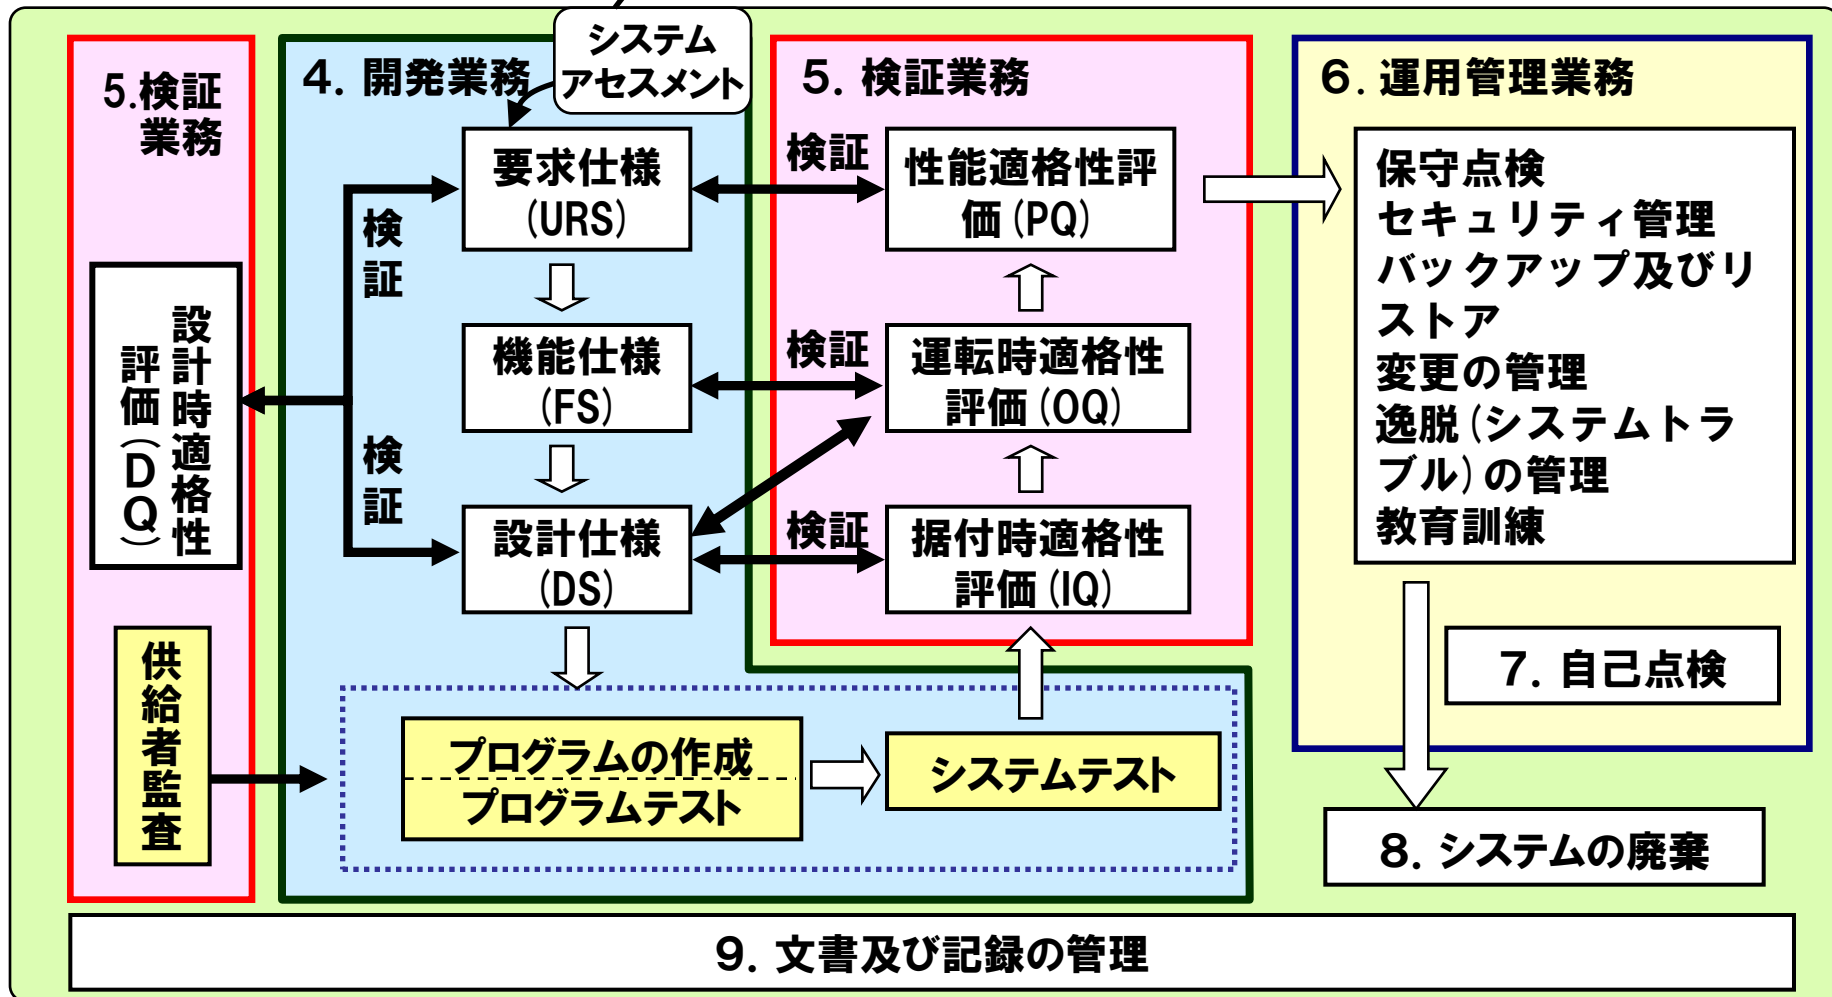 5.検証
業務
設計時適格性
評価(DQ)
供給者監査
4. 開発業務
システム
アセスメント
要求仕様
(URS)
検証
機能仕様
(FS)
検証
設計仕様
(DS)
プログラムの作成
プログラムテスト
システムテスト
5. 検証業務
検証
性能適格性評
価(PQ)
検証
運転時適格性
評価(OQ)
検証
据付時適格性
評価(IQ)
6. 運用管理業務
保守点検
セキュリティ管理
バックアップ及びリ
ストア
変更の管理
逸脱(システムトラ
ブル)の管理
教育訓練
7. 自己点検
8. システムの廃棄
9. 文書及び記録の管理